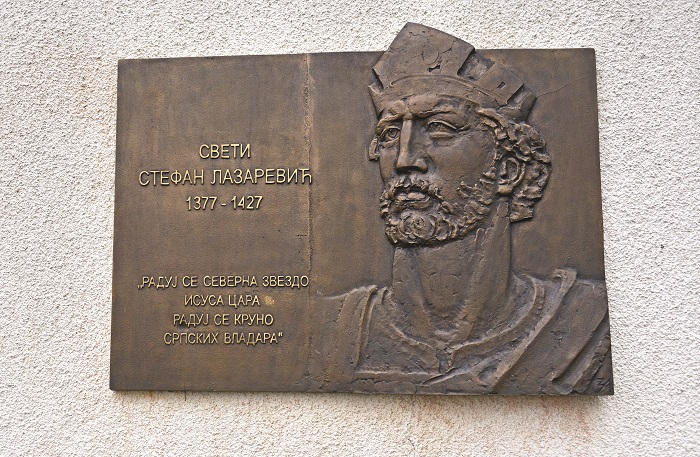 СВЕТИ
СТЕФАН ЛАЗАРЕВИЋ
1377 - 1427
„РАДУЈ СЕ СЕВЕРНА ЗВЕЗДО
ИСУСА ЦАРА
РАДУЈ СЕ КРУНО
СРПСКИХ ВЛАДАРА"